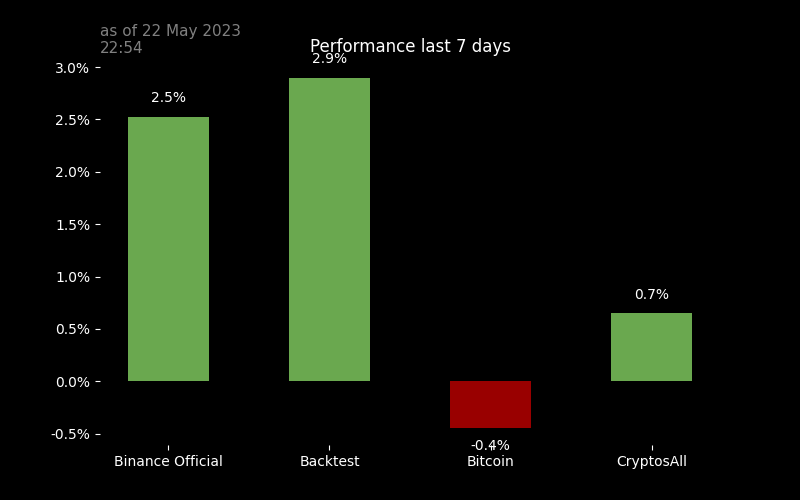 as of 22 May 2023
22:54
Performance last 7 days
3.0%
2.9%
2.5%
2.5%
2.0%
1.5%
1.0%
0.7%
0.5%
0.0%
-0.5%
-0.4%
Binance Official
Backtest
Bitcoin
CryptosAll